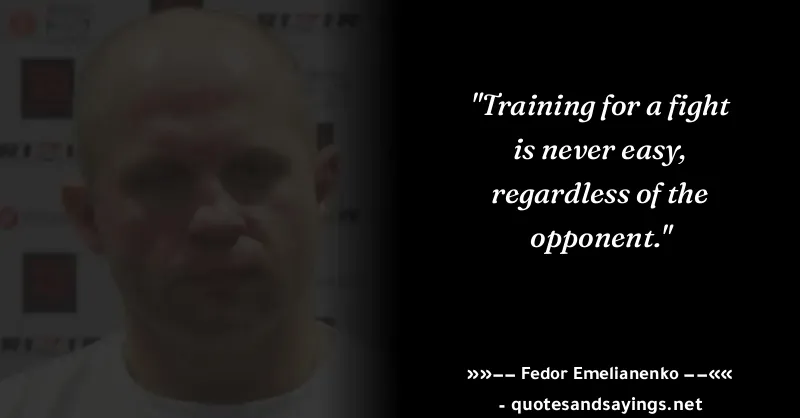 "Training for a fight
is never easy,
regardless of the
opponent."
»»−− Fedor Emelianenko −−««
- quotesandsayings.net